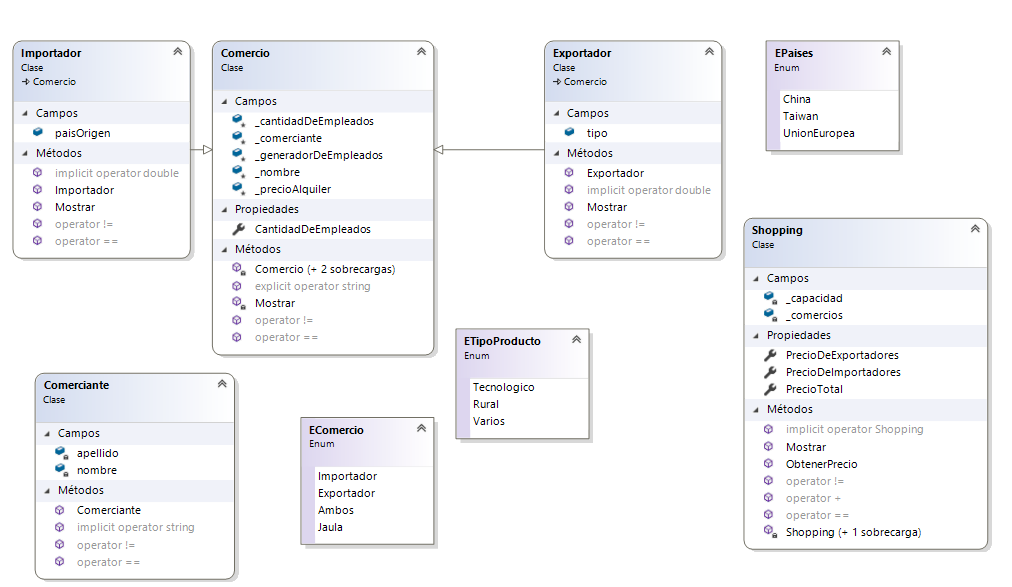 Importador
Clase
Comercio
Campos
paisOrigen
Métodos
implicit operator double
Importador
Mostrar
operator !=
operator ==
Comercio
Clase
Campos
_cantidadDeEmpleados
_comerciante
_generadorDeEmpleados
_nombre
_precioAlquiler
Propiedades
CantidadDeEmpleados
Métodos
Comercio (+ 2 sobrecargas)
explicit operator string
Mostrar
operator !=
operator ==
Exportador
Clase
Comercio
Campos
tipo
Métodos
Exportador
implicit operator double
Mostrar
operator !=
operator ==
EPaises
Enum
China
Taiwan
UnionEuropea
Shopping
Clase
Campos
_capacidad
_comercios
Propiedades
PrecioDeExportadores
PrecioDeImportadores
PrecioTotal
Métodos
implicit operator Shopping
Mostrar
ObtenerPrecio
operator !=
operator +
operator ==
Shopping (+ 1 sobrecarga)
ETipoProducto
Enum
Tecnologico
Rural
Varios
Comerciante
Clase
Campos
apellido
nombre
Métodos
Comerciante
implicit operator string
operator !=
operator ==
EComercio
Enum
Importador
Exportador
Ambos
Jaula